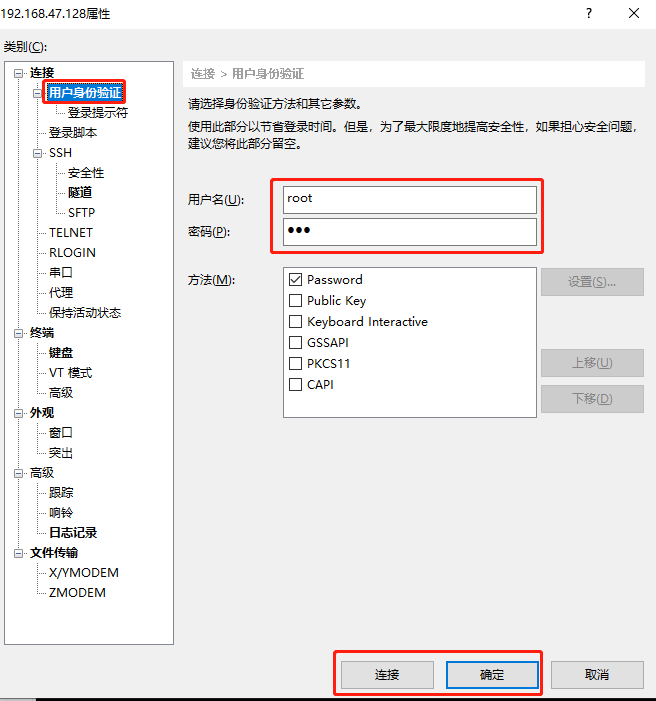 192.168.47.128属性
?
类别(C):
连接
用户身份验证
登录提示符
登录脚本
SSH
安全性
隧道
SFTP
TELNET
RLOGIN
串口
代理
保持活动状态
终端
键盘
VT 模式
高级
外观
窗口
突出
高级
跟踪
响铃
日志记录
文件传输
X/YMODEM
ZMODEM
连接 > 用户身份验证
请选择身份验证方法和其它参数。
使用此部分以节省登录时间。但是，为了最大限度地提高安全性，如果担心安全问题，
建议您将此部分留空。
用户名(U):
root
密码(P):
●●●
方法(M):
Password
Public Key
Keyboard Interactive
GSSAPI
PKCS11
CAPI
设置(S)...
上移(U)
下移(D)
连接
确定
取消